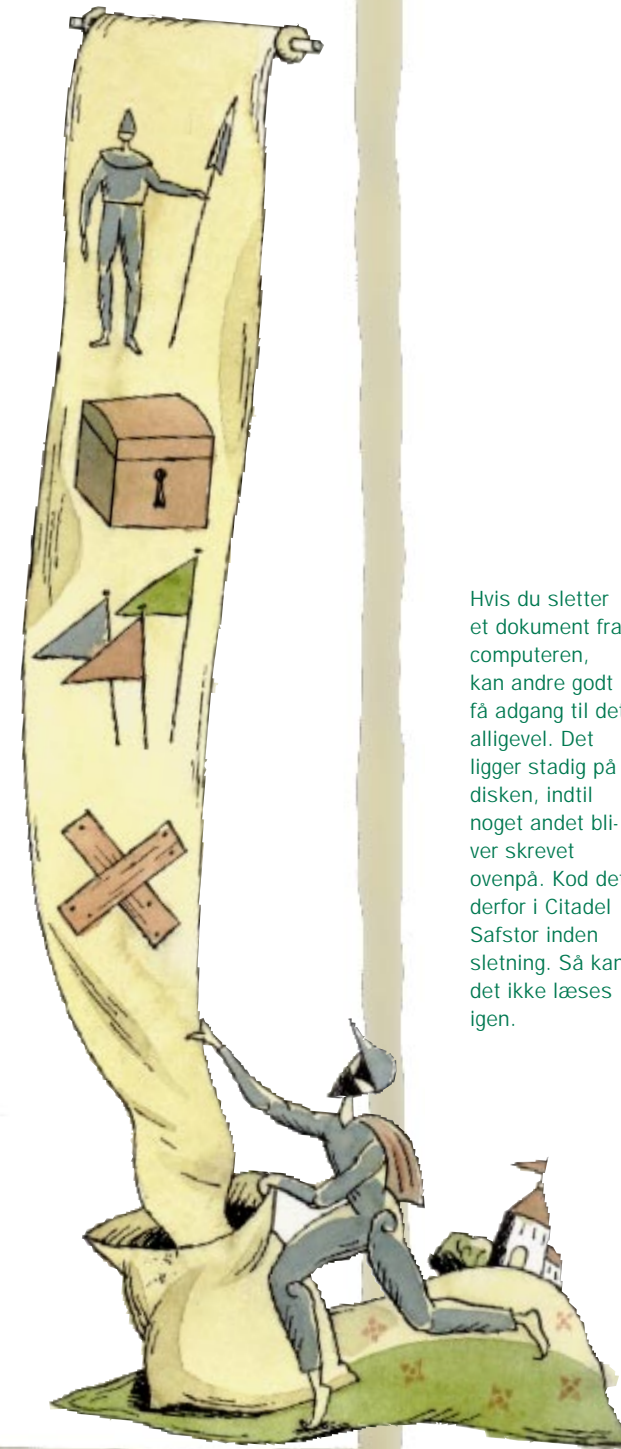 Hvis du sletter
et dokument fra
computeren,
kan andre godt
få adgang til det
alligevel. Det
ligger stadig på
disken, indtil
noget andet bli-
ver skrevet
ovenpå. Kod det
derfor i Citadel
Safstor inden
sletning. Så kan
det ikke læses
igen.